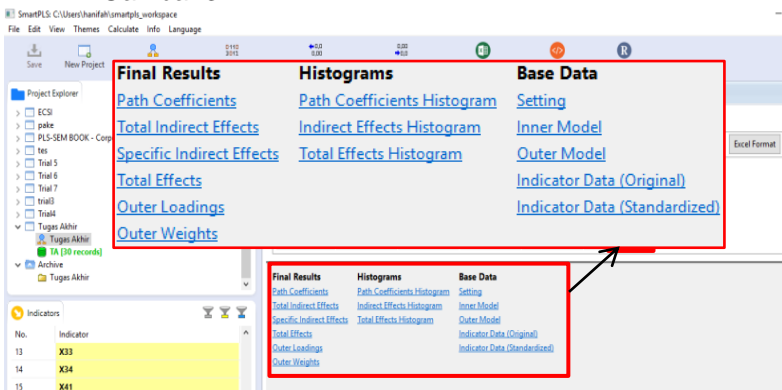 SmartPLS: C:\Users\hanifah\smartpls_workspace
File Edit View Themes Calculate Info Language
Save New Project
Final Results Histograms Base Data
Path Coefficients Path Coefficients Histogram Setting
Total Indirect Effects Indirect Effects Histogram Inner Model
Specific Indirect Effects Total Effects Histogram Outer Model
Total Effects Indicator Data (Original)
Outer Loadings Indicator Data (Standardized)
Outer Weights
Excel Format
Project Explorer
ECSI
pake
PLS-SEM BOOK - Corp
tes
Trial 5
Trial 6
Trial 7
trial3
Trial4
Tugas Akhir
Tugas Akhir
TA [30 records]
Archive
Tugas Akhir
Final Results Histograms Base Data
Path Coefficients Path Coefficients Histogram Setting
Total Indirect Effects Indirect Effects Histogram Inner Model
Specific Indirect Effects Total Effects Histogram Outer Model
Total Effects Indicator Data (Original)
Outer Loadings Indicator Data (Standardized)
Outer Weights
Indicators
No. Indicator
13 X33
14 X34
15 X41